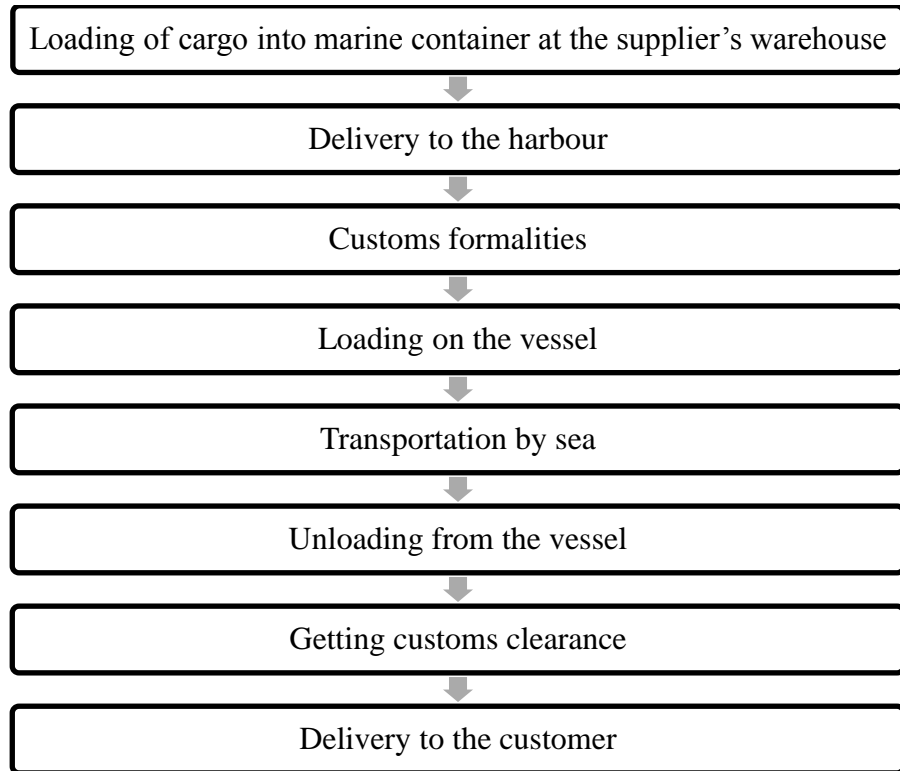 Loading of cargo into marine container at the supplier’s warehouse
Delivery to the harbour
Customs formalities
Loading on the vessel
Transportation by sea
Unloading from the vessel
Getting customs clearance
Delivery to the customer